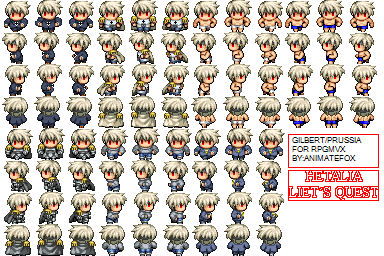 GILBERT/PRUSSIA
FOR RPGMVX
BY:ANIMATEFOX
HETALIA
LIET'S QUEST